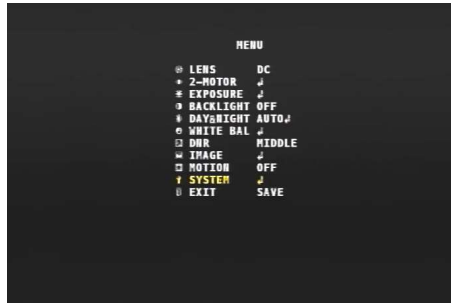 MENU
LENS DC
2-MOTOR ↲
EXPOSURE ↲
BACKLIGHT OFF
DAY&NIGHT AUTO↲
WHITE BAL ↲
DNR MIDDLE
IMAGE ↲
MOTION OFF
SYSTEM ↲
EXIT SAVE